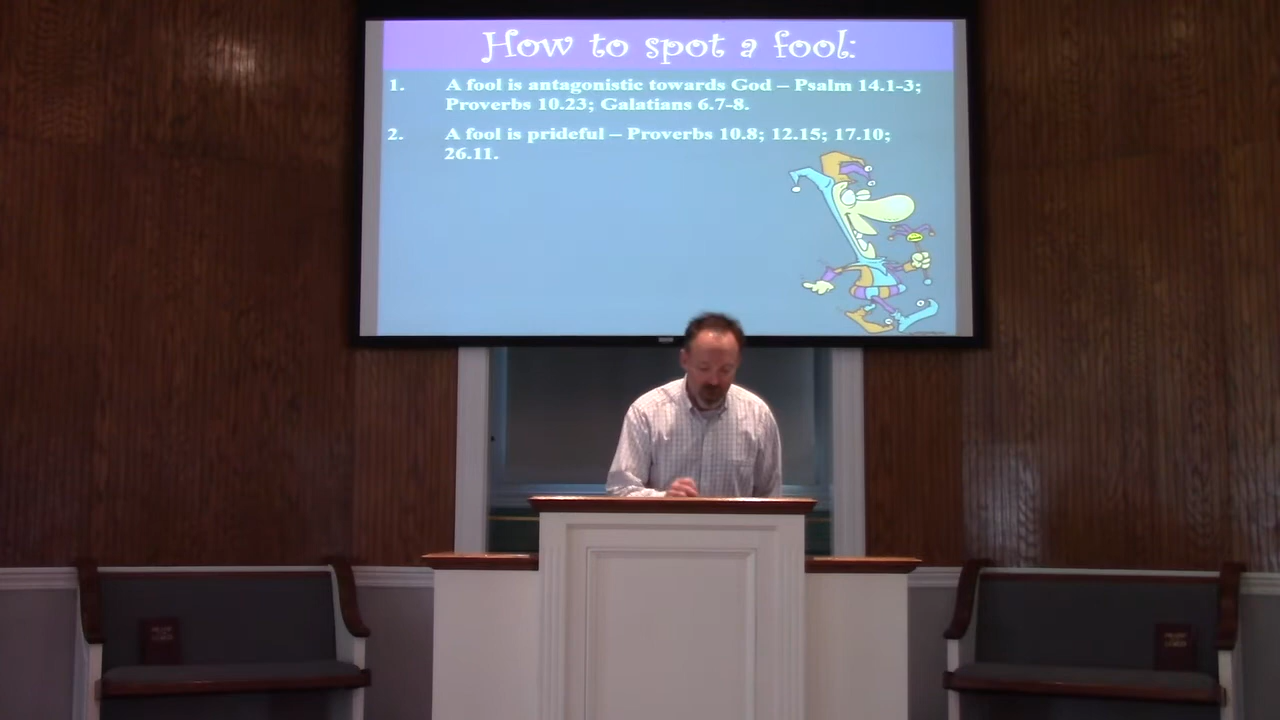 How to spot a fool:
1. A fool is antagonistic towards God – Psalm 14.1-3;
Proverbs 10.23; Galatians 6.7-8.
2. A fool is prideful – Proverbs 10.8; 12.15; 17.10;
26.11.